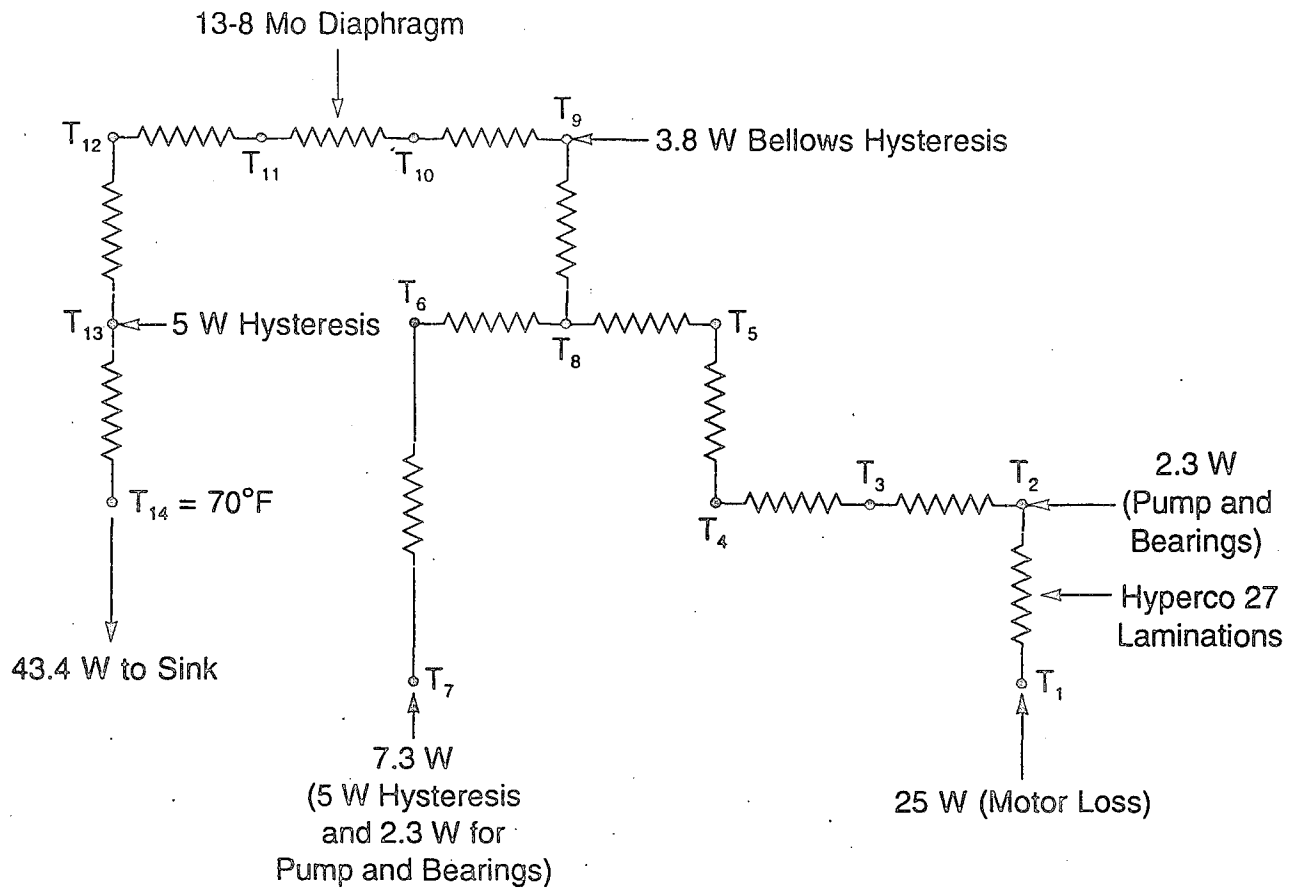 13-8 Mo Diaphragm
T9
T12
T11
T10
3.8 W Bellows Hysteresis
T6
T13
5 W Hysteresis
T8
T5
T14 = 70°F
T4
T3
T2
2.3 W
(Pump and
Bearings)
Hyperco 27
Laminations
43.4 W to Sink
T7
T1
7.3 W
(5 W Hysteresis
and 2.3 W for
Pump and Bearings)
25 W (Motor Loss)